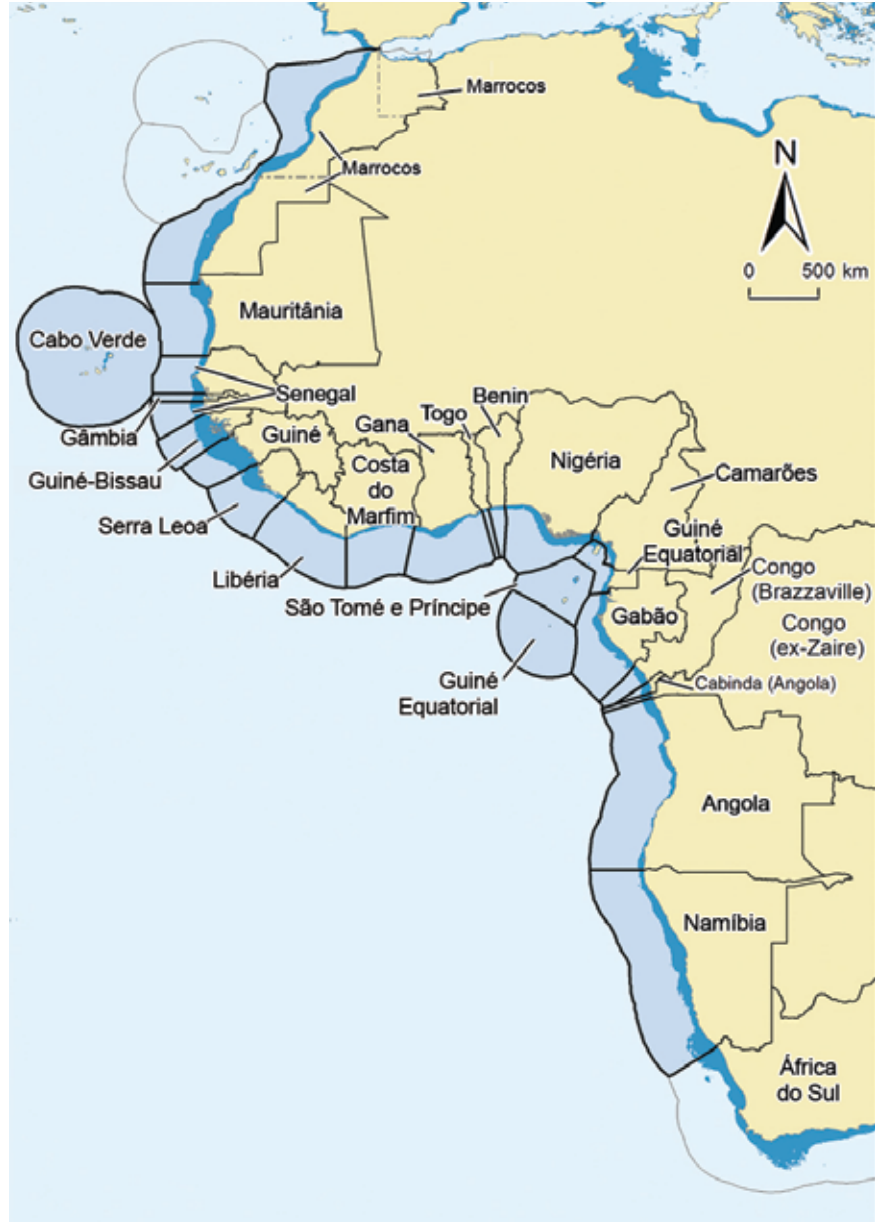 Marrocos
Marrocos
N
0 500 km
Mauritânia
Cabo Verde
Senegal
Gâmbia
Guiné
Guiné-Bissau
Gana
Togo
Benin
Costa
do
Marfim
Nigéria
Camarões
Serra Leoa
Guiné
Equatorial
Libéria
Congo
(Brazzaville)
São Tomé e Príncipe
Gabão
Congo
(ex-Zaire)
Guiné
Equatorial
Cabinda (Angola)
Angola
Namíbia
África
do Sul